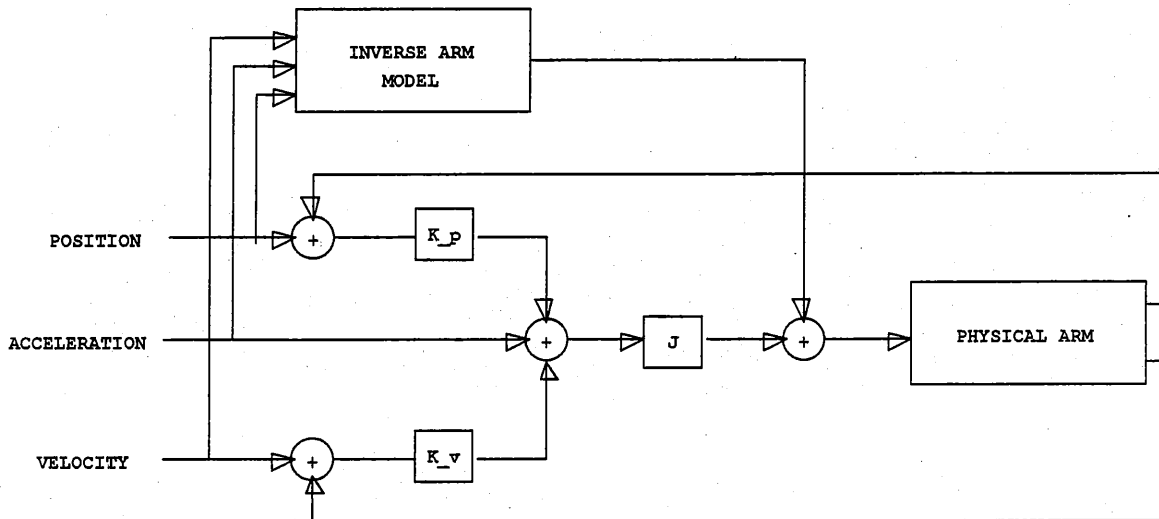 INVERSE ARM
MODEL
POSITION
+
K_p
ACCELERATION
+
J
+
PHYSICAL ARM
VELOCITY
+
K_v